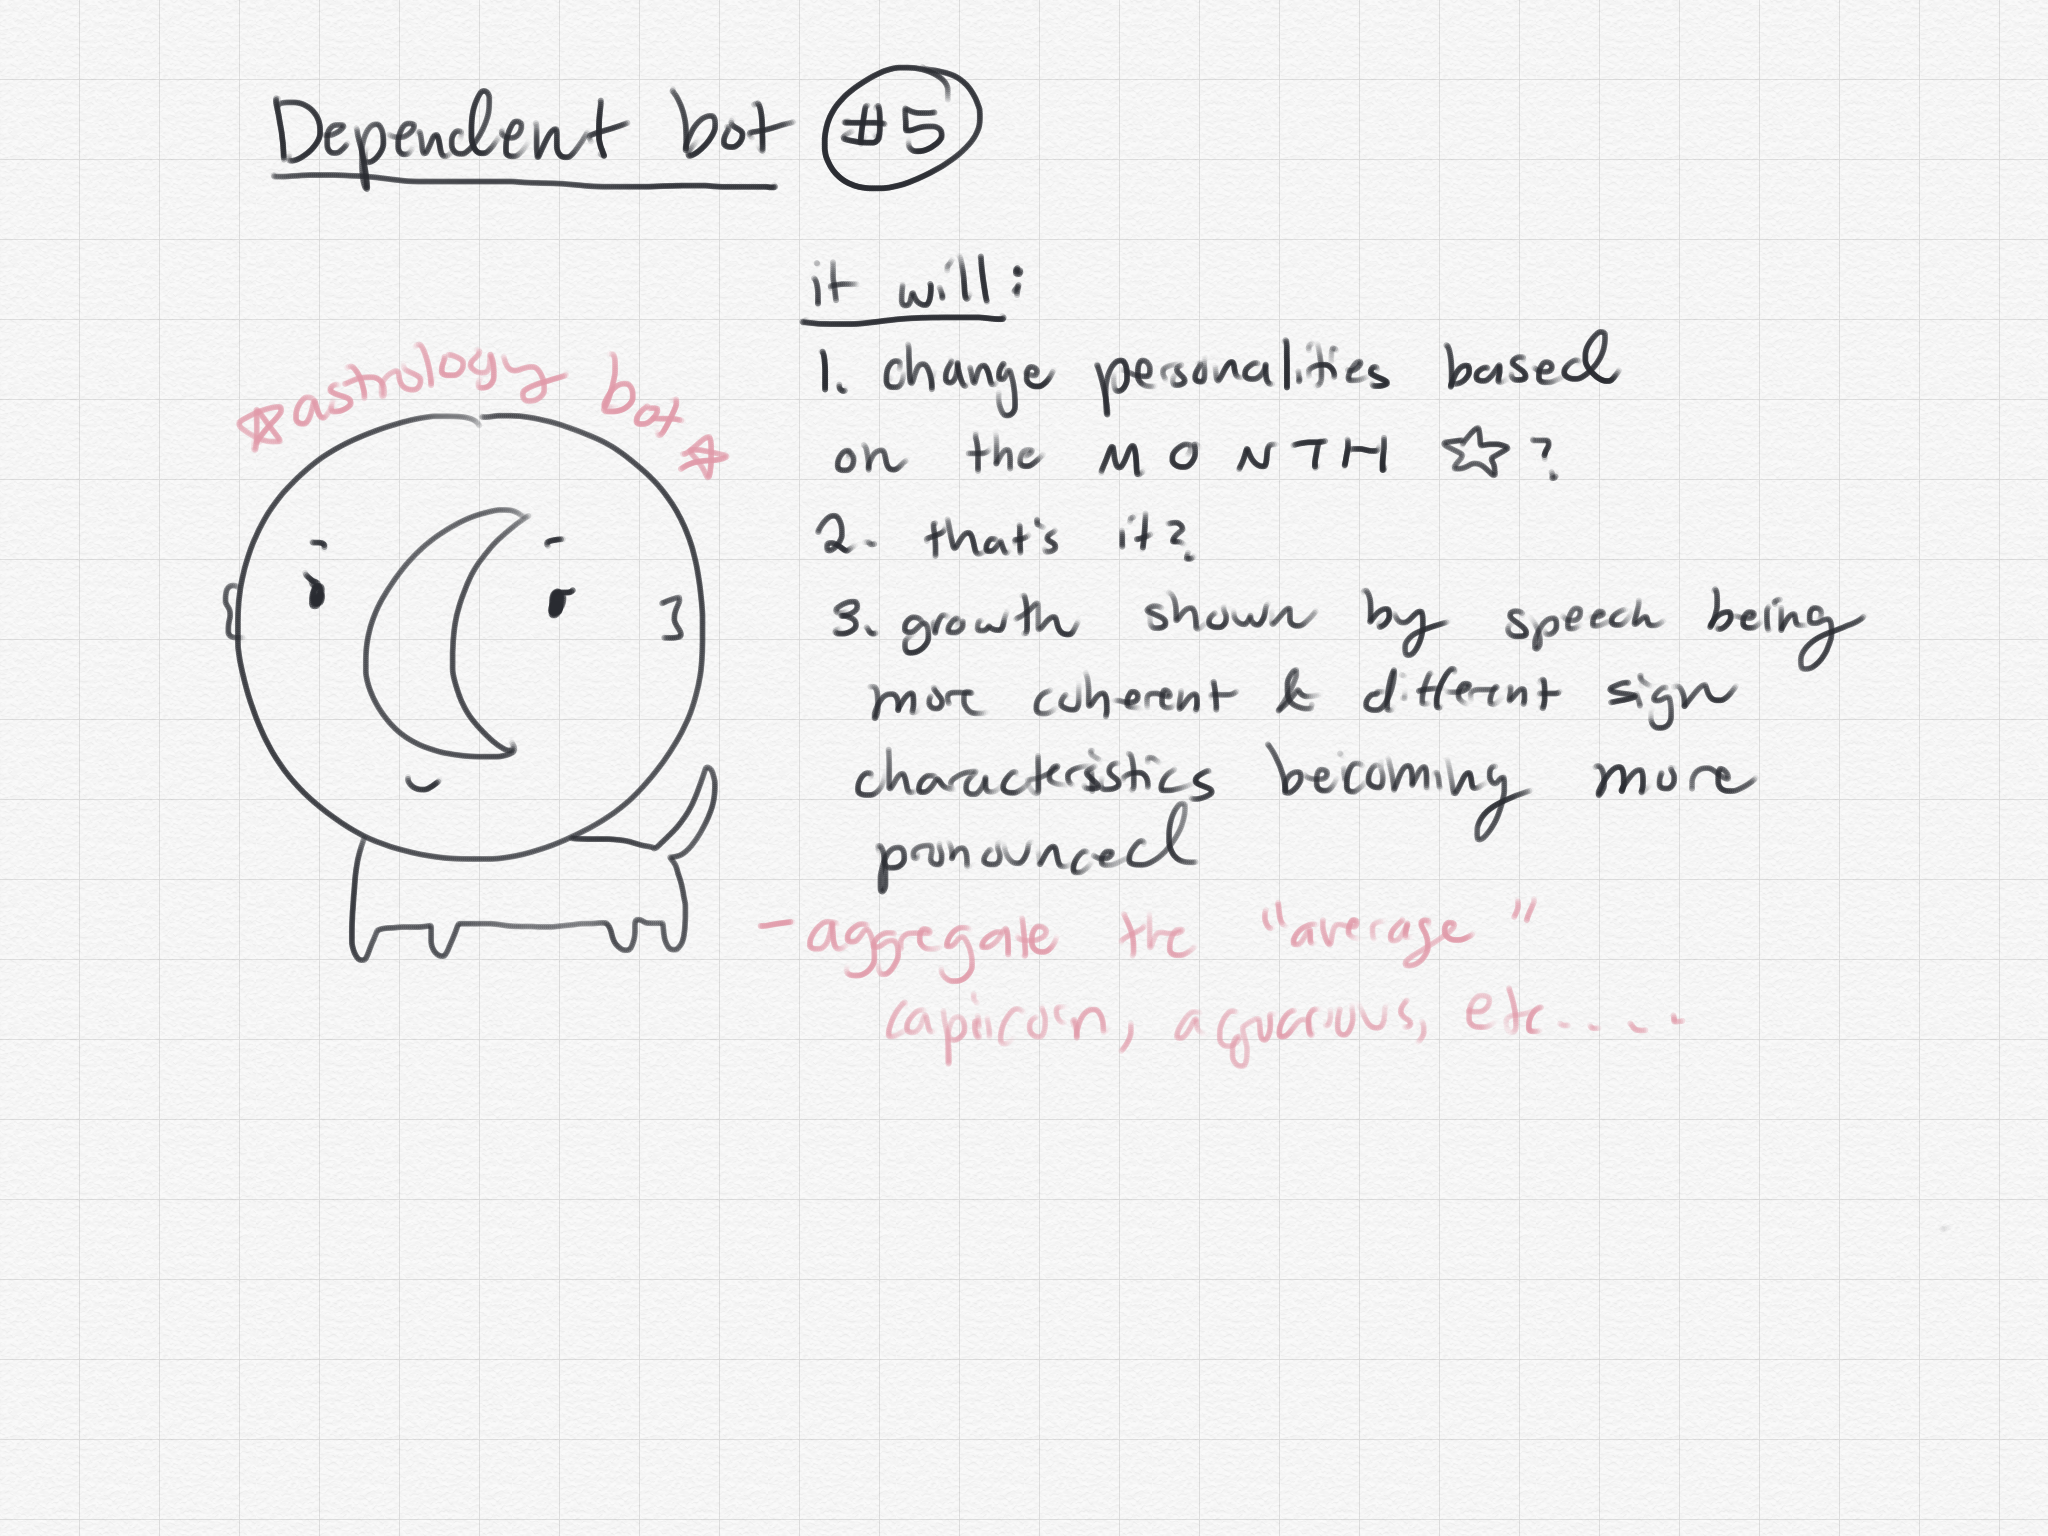 Dependent bot #5
it will:
☆astrology bot☆
1. change personalities based
on the MONTH ☆?
2. that's it?
3. growth shown by speech being
more coherent & different sign
characteristics becoming more
pronounced
- aggregate the "average"
capricorn, aquarius, etc.....